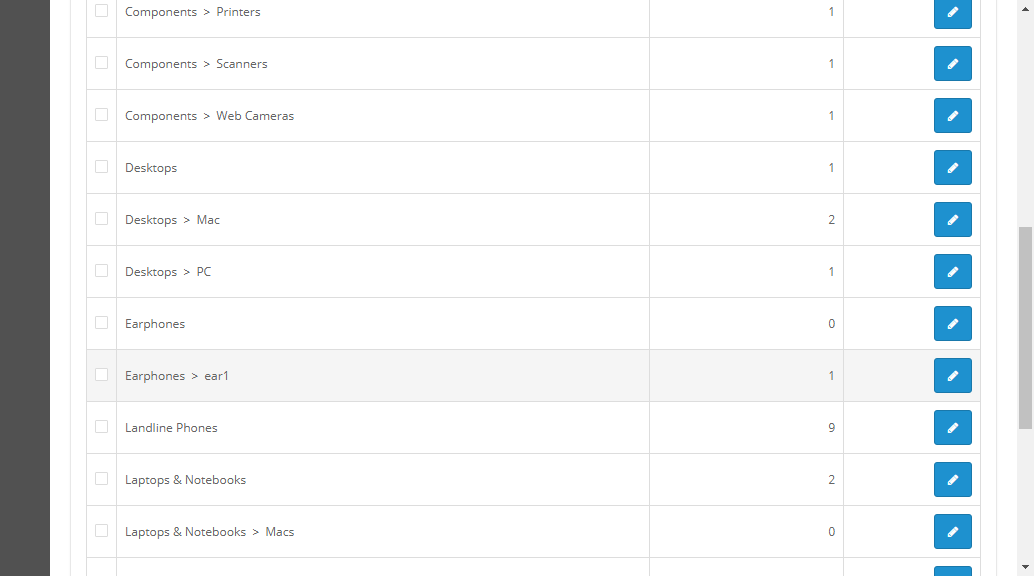 Components > Printers 1
Components > Scanners 1
Components > Web Cameras 1
Desktops 1
Desktops > Mac 2
Desktops > PC 1
Earphones 0
Earphones > ear1 1
Landline Phones 9
Laptops & Notebooks 2
Laptops & Notebooks > Macs 0